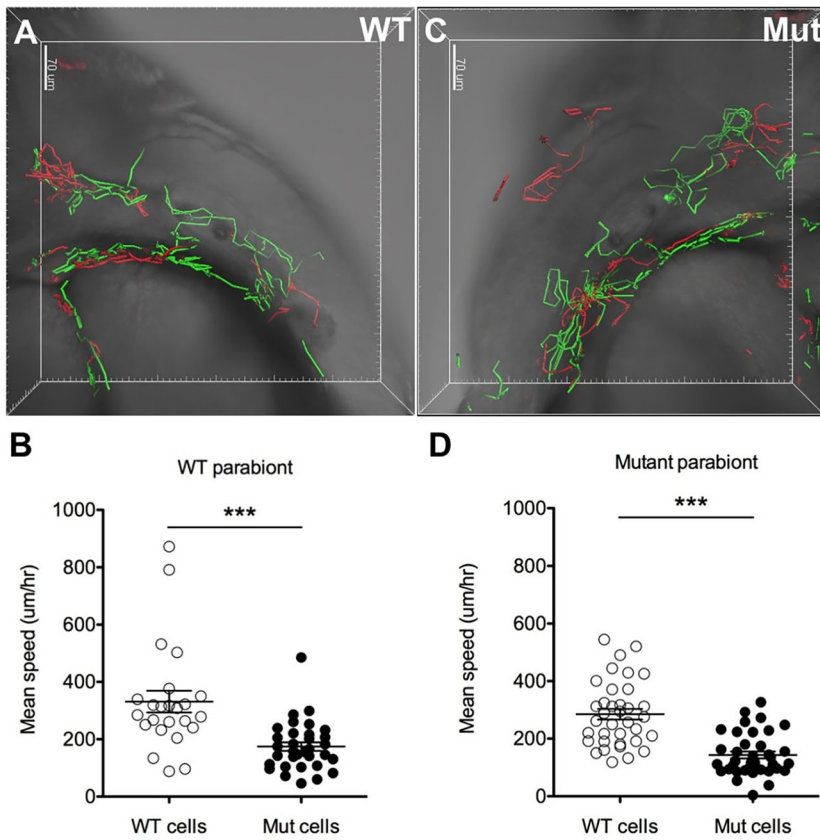 A WT
70 um
C Mut
70 um
B
WT parabiont
***
1000
800
600
400
200
0
Mean speed (um/hr)
WT cells Mut cells
D
Mutant parabiont
***
1000
800
600
400
200
0
Mean speed (um/hr)
WT cells Mut cells